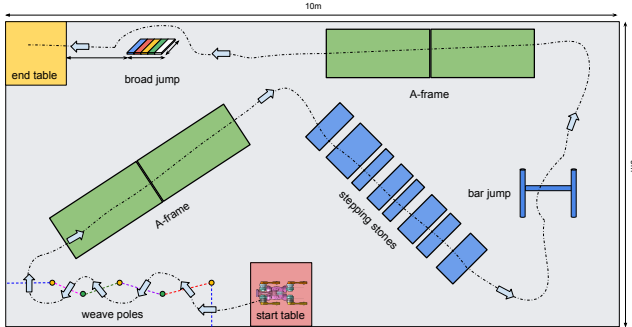 10m
end table
broad jump
A-frame
bar jump
stepping stones
A-frame
weave poles
start table